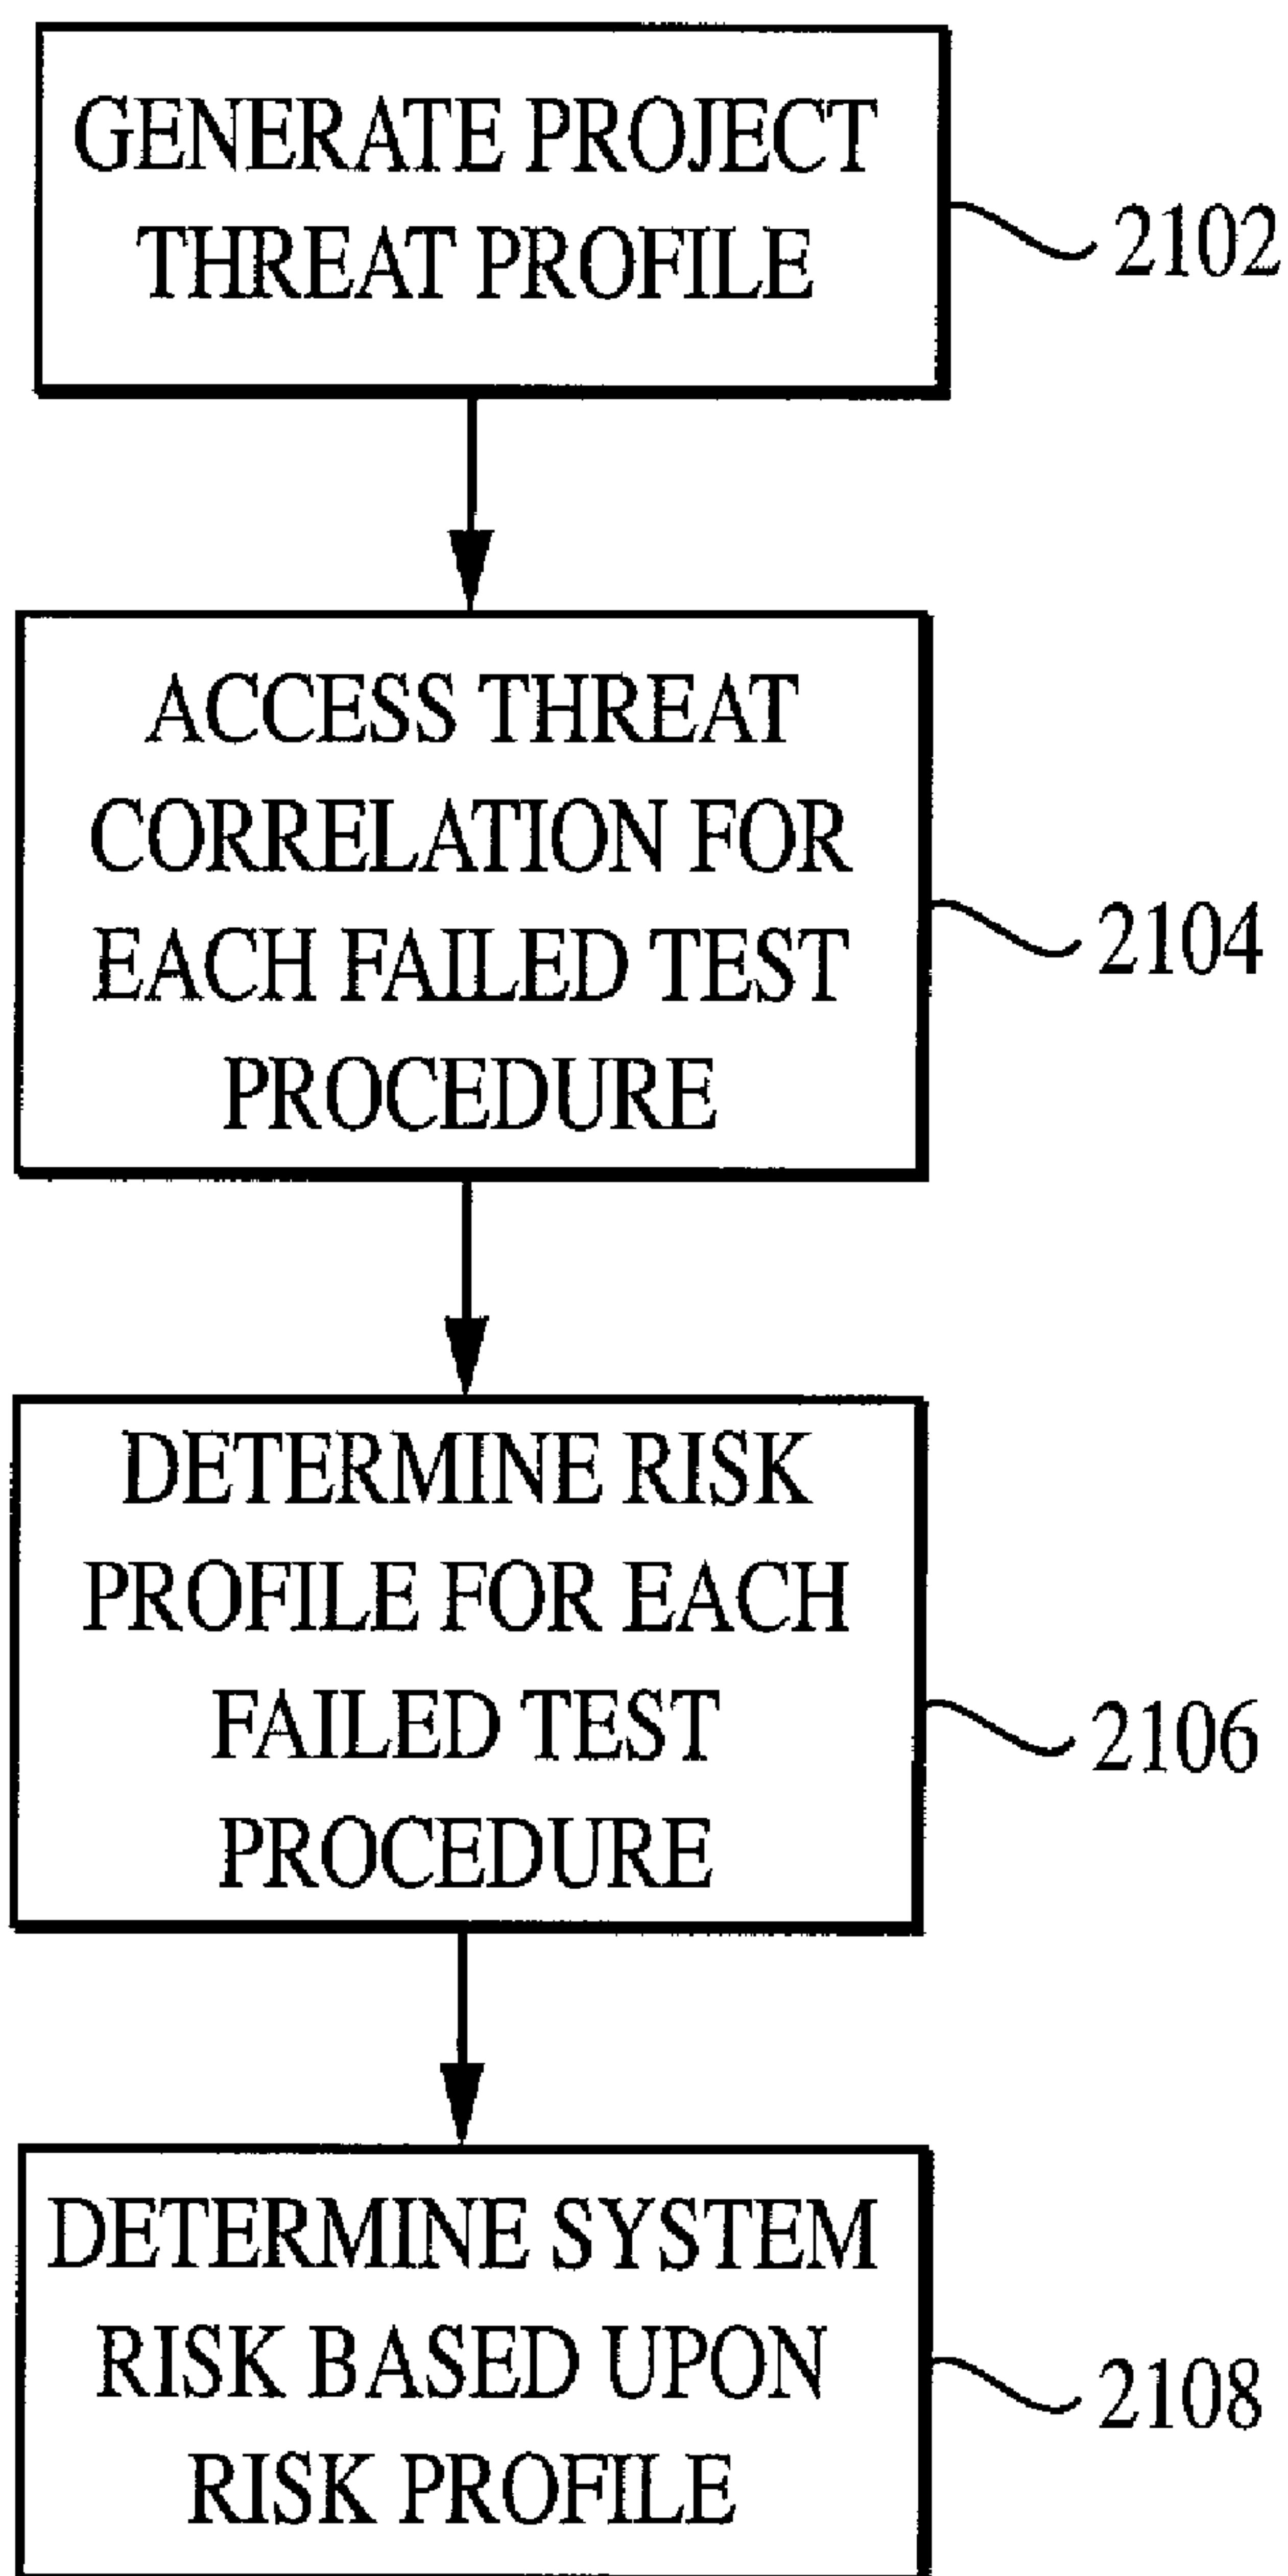 GENERATE PROJECT
THREAT PROFILE
2102
ACCESS THREAT
CORRELATION FOR
EACH FAILED TEST
PROCEDURE
2104
DETERMINE RISK
PROFILE FOR EACH
FAILED TEST
PROCEDURE
2106
DETERMINE SYSTEM
RISK BASED UPON
RISK PROFILE
2108